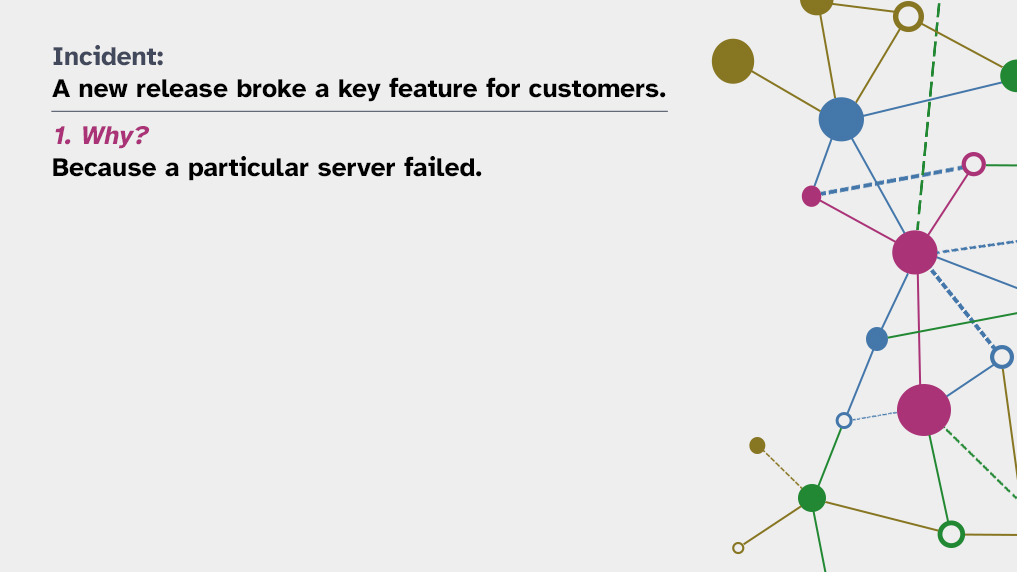 Incident:
A new release broke a key feature for customers.
1. Why?
Because a particular server failed.